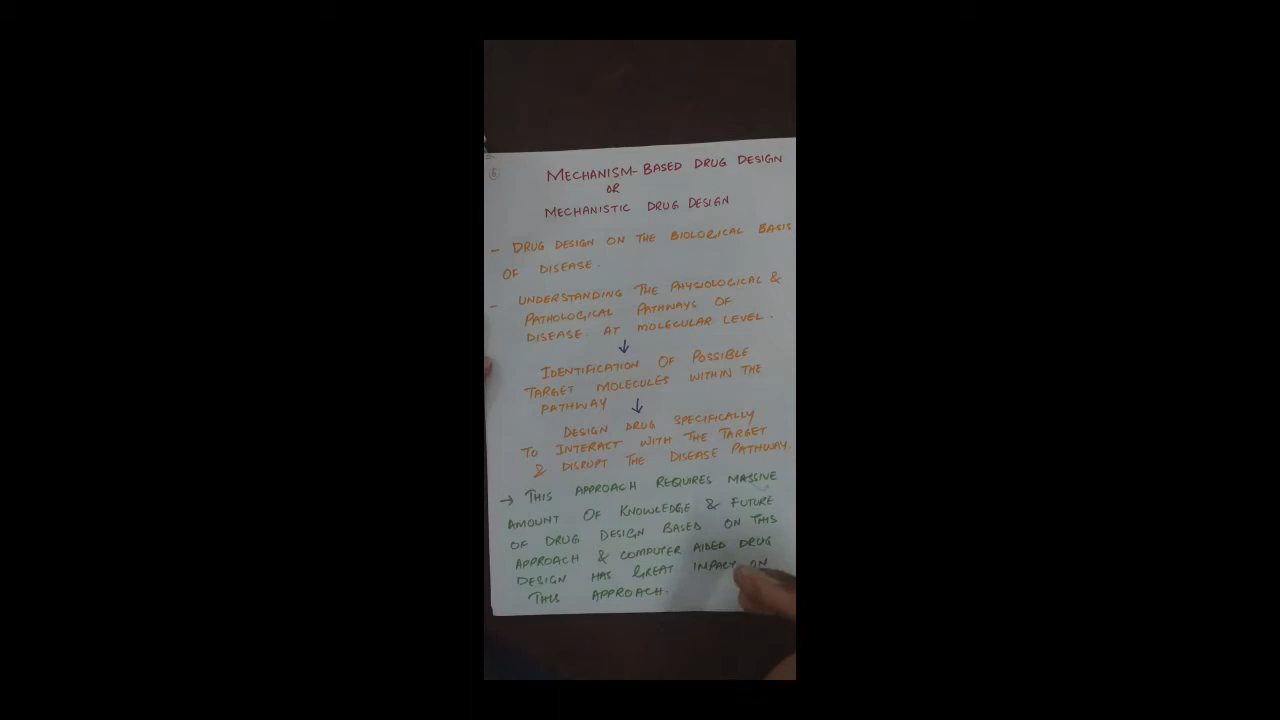 6
MECHANISM-BASED DRUG DESIGN
OR
MECHANISTIC DRUG DESIGN
- DRUG DESIGN ON THE BIOLOGICAL BASIS
OF DISEASE.
- UNDERSTANDING THE PHYSIOLOGICAL &
PATHOLOGICAL PATHWAYS OF
DISEASE AT MOLECULAR LEVEL.
↓
IDENTIFICATION OF POSSIBLE
TARGET MOLECULES WITHIN THE
PATHWAY ↓
DESIGN DRUG SPECIFICALLY
TO INTERACT WITH THE TARGET
& DISRUPT THE DISEASE PATHWAY.
→ THIS APPROACH REQUIRES MASSIVE
AMOUNT OF KNOWLEDGE & FUTURE
OF DRUG DESIGN BASED ON THIS
APPROACH & COMPUTER AIDED DRUG
DESIGN HAS GREAT IMPACT ON
THIS APPROACH.